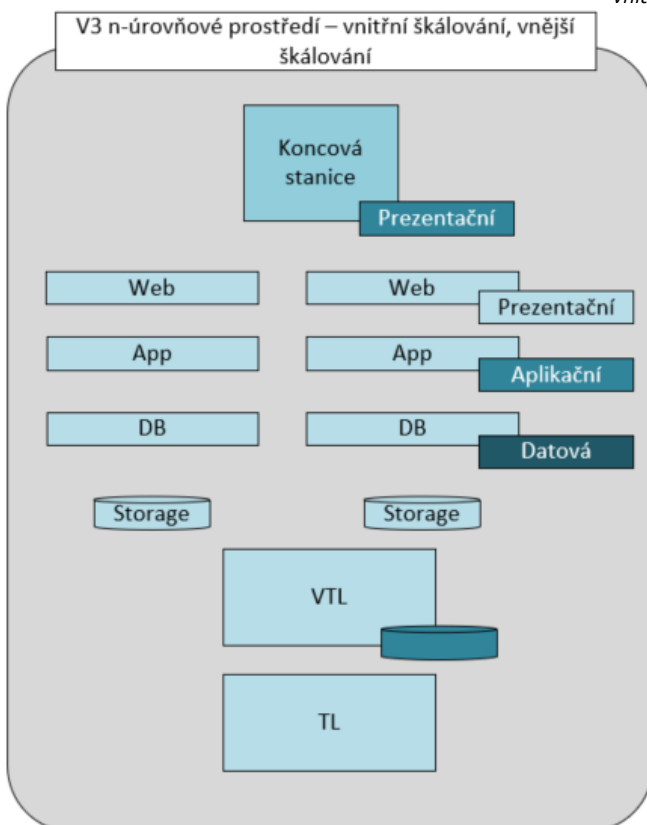 V3 n-úrovňové prostředí – vnitřní škálování, vnější
škálování
Koncová
stanice
Prezentační
Web
Web
Prezentační
App
App
Aplikační
DB
DB
Datová
Storage
Storage
VTL
TL